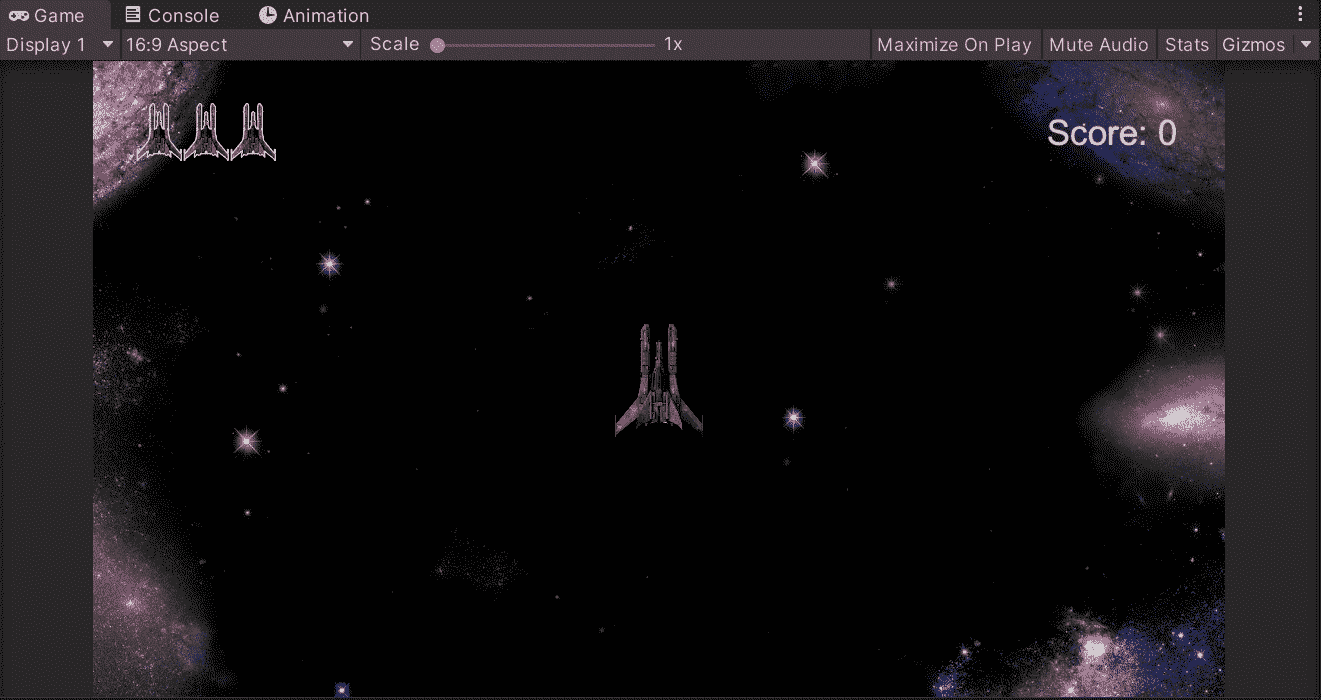 Game Console Animation
Display 1 16:9 Aspect Scale 1x Maximize On Play Mute Audio Stats Gizmos
Score: 0